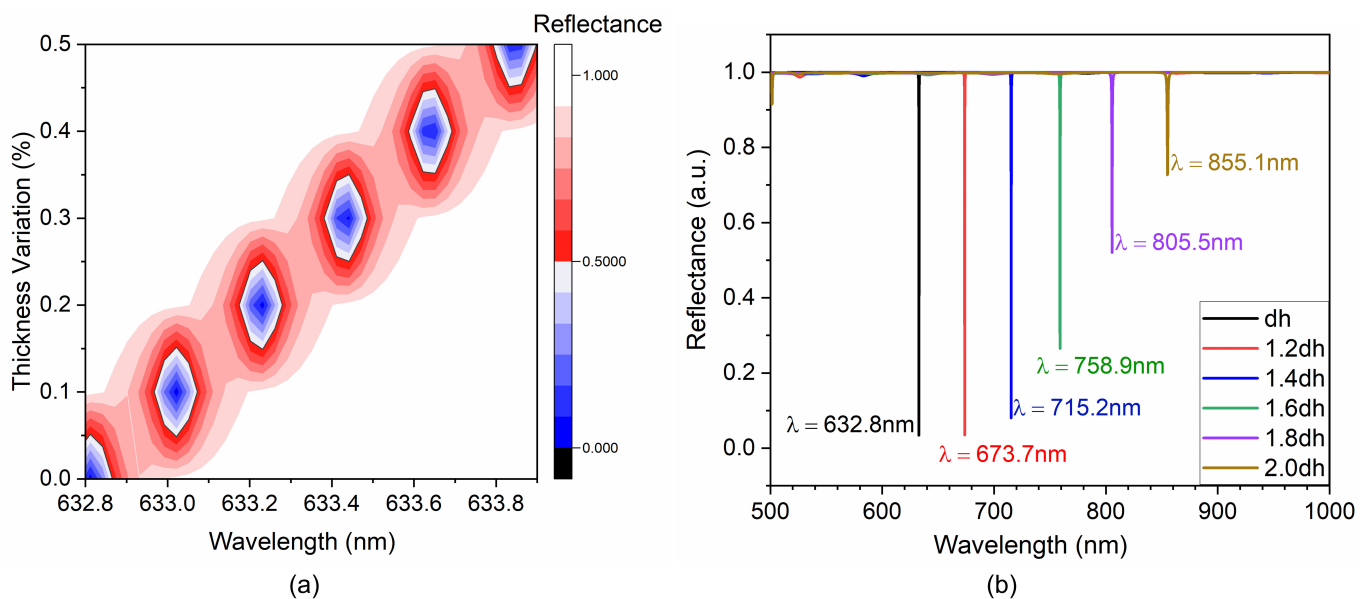 Reflectance
0.5
0.4
0.3
0.2
0.1
0.0
Thickness Variation (%)
632.8
633.0
633.2
633.4
633.6
633.8
Wavelength (nm)
1.000
0.5000
0.000
(a)
1.0
0.8
0.6
0.4
0.2
0.0
Reflectance (a.u.)
λ = 632.8nm
λ = 673.7nm
λ = 715.2nm
λ = 758.9nm
λ = 805.5nm
λ = 855.1nm
dh
1.2dh
1.4dh
1.6dh
1.8dh
2.0dh
500
600
700
800
900
1000
Wavelength (nm)
(b)